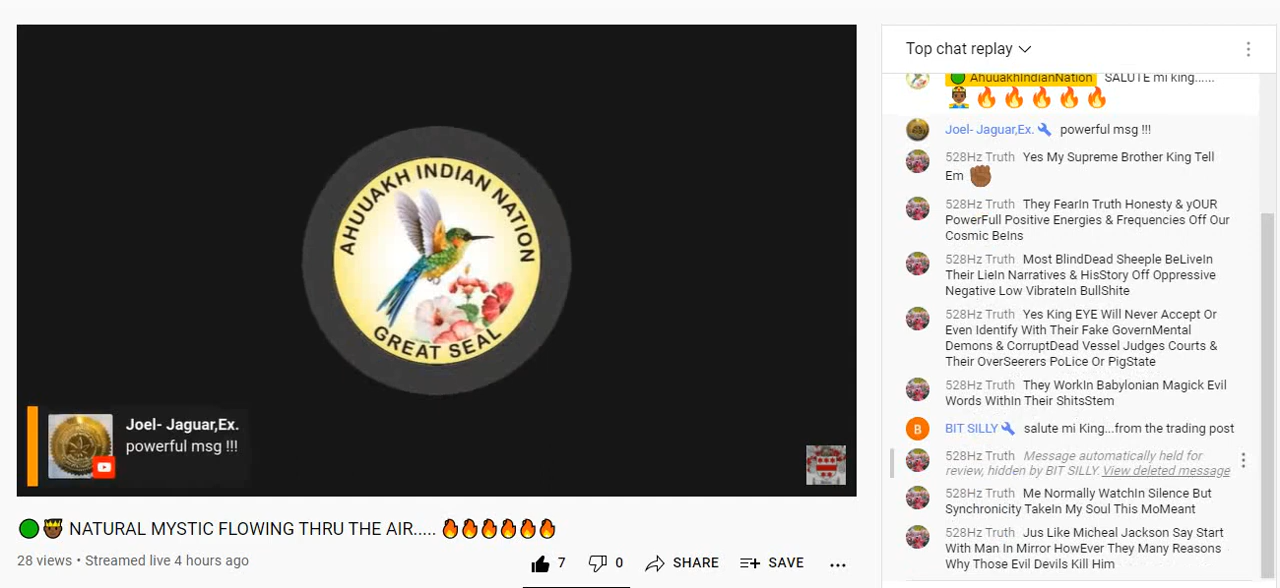 AHUUAKH INDIAN NATION
GREAT SEAL
Joel- Jaguar,Ex.
powerful msg !!!
🟢🤴🏾 NATURAL MYSTIC FLOWING THRU THE AIR..... 🔥🔥🔥🔥🔥🔥
28 views • Streamed live 4 hours ago
7
0
SHARE
SAVE
Top chat replay
AhuuakhIndianNation SALUTE mi king......
🤴🏾🔥🔥🔥🔥🔥
Joel- Jaguar,Ex. powerful msg !!!
528Hz Truth Yes My Supreme Brother King Tell
Em ✊🏾
528Hz Truth They FearIn Truth Honesty & yOUR
PowerFull Positive Energies & Frequencies Off Our
Cosmic BeIns
528Hz Truth Most BlindDead Sheeple BeLiveIn
Their LieIn Narratives & HisStory Off Oppressive
Negative Low VibrateIn BullShite
528Hz Truth Yes King EYE Will Never Accept Or
Even Identify With Their Fake GovernMental
Demons & CorruptDead Vessel Judges Courts &
Their OverSeerers PoLice Or PigState
528Hz Truth They WorkIn Babylonian Magick Evil
Words WithIn Their ShitsStem
B
BIT SILLY salute mi King...from the trading post
528Hz Truth Message automatically held for
review, hidden by BIT SILLY. View deleted message
528Hz Truth Me Normally WatchIn Silence But
Synchronicity TakeIn My Soul This MoMeant
528Hz Truth Jus Like Micheal Jackson Say Start
With Man In Mirror HowEver They Many Reasons
Why Those Evil Devils Kill Him